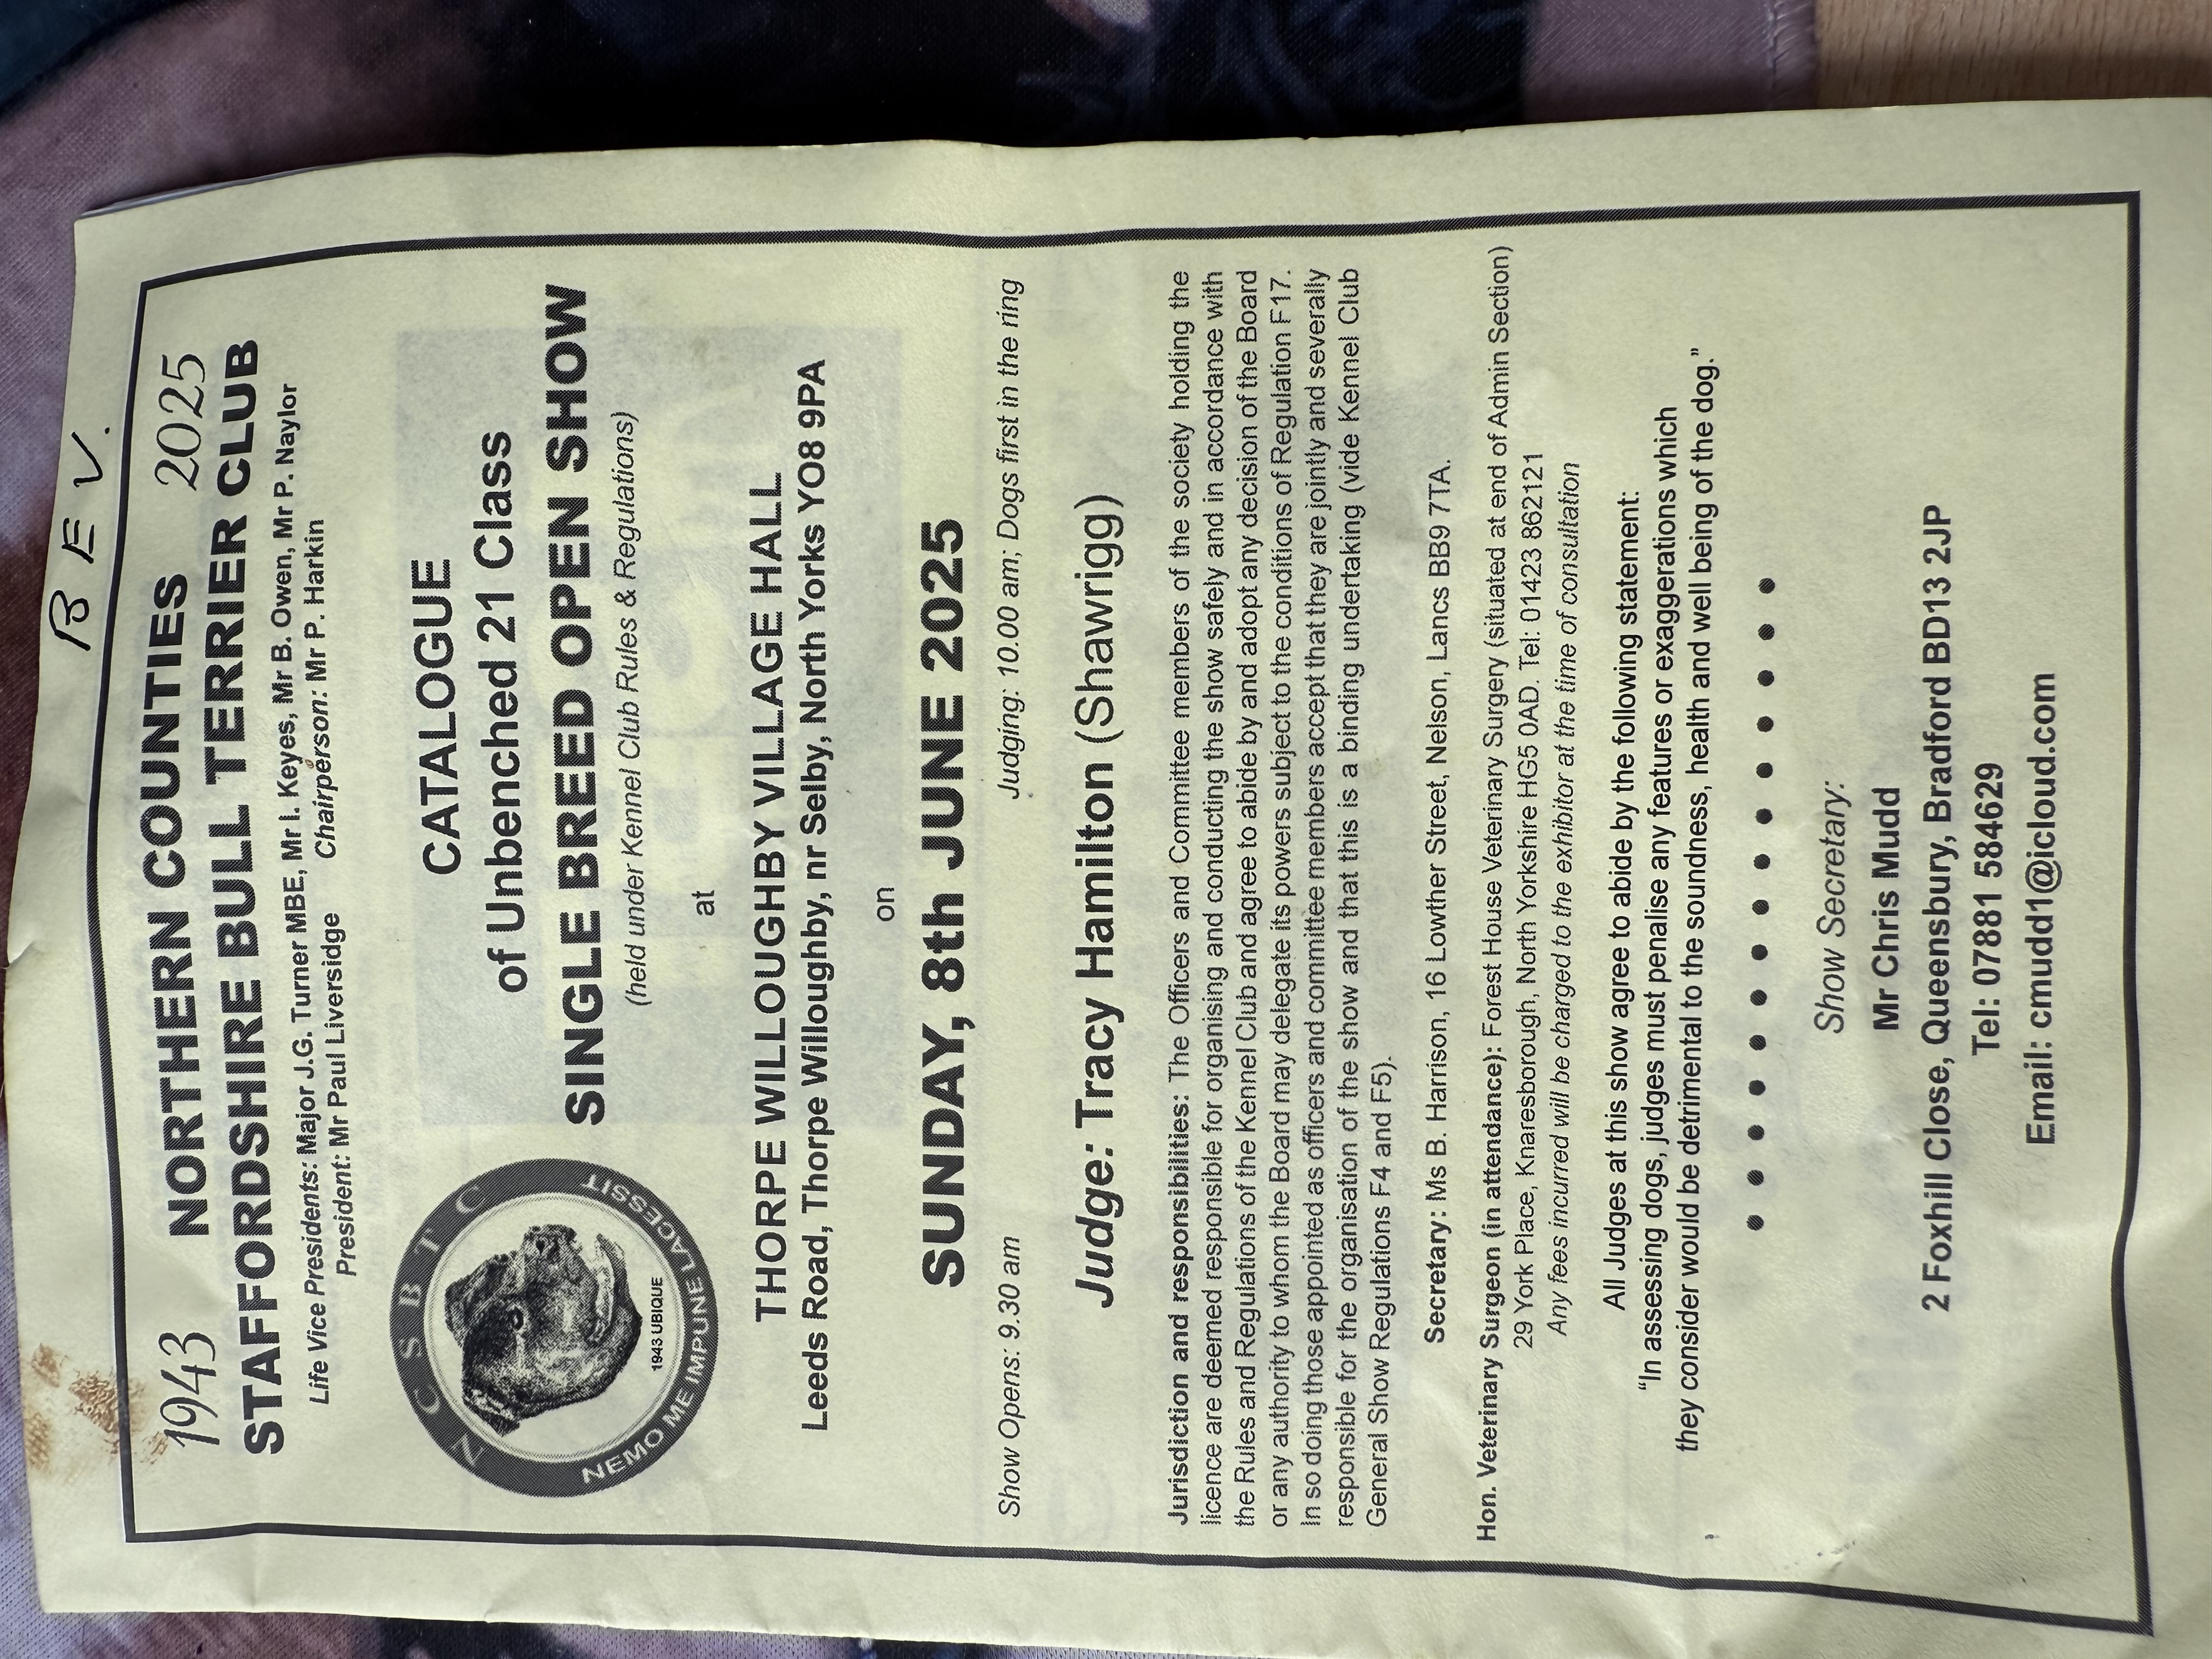 B E V.
1943 NORTHERN COUNTIES 2025
STAFFORDSHIRE BULL TERRIER CLUB
Life Vice Presidents: Major J.G. Turner MBE, Mr I. Keyes, Mr B. Owen, Mr P. Naylor
President: Mr Paul Liversidge Chairperson: Mr P. Harkin
N C S B T C
1943 UBIQUE
NEMO ME IMPUNE LACESSIT
CATALOGUE
of Unbenched 21 Class
SINGLE BREED OPEN SHOW
(held under Kennel Club Rules & Regulations)
at
THORPE WILLOUGHBY VILLAGE HALL
Leeds Road, Thorpe Willoughby, nr Selby, North Yorks YO8 9PA
on
SUNDAY, 8th JUNE 2025
Show Opens: 9.30 am Judging: 10.00 am; Dogs first in the ring
Judge: Tracy Hamilton (Shawrigg)
Jurisdiction and responsibilities: The Officers and Committee members of the society holding the
licence are deemed responsible for organising and conducting the show safely and in accordance with
the Rules and Regulations of the Kennel Club and agree to abide by and adopt any decision of the Board
or any authority to whom the Board may delegate its powers subject to the conditions of Regulation F17.
In so doing those appointed as officers and committee members accept that they are jointly and severally
responsible for the organisation of the show and that this is a binding undertaking (vide Kennel Club
General Show Regulations F4 and F5).
Secretary: Ms B. Harrison, 16 Lowther Street, Nelson, Lancs BB9 7TA.
Hon. Veterinary Surgeon (in attendance): Forest House Veterinary Surgery (situated at end of Admin Section)
29 York Place, Knaresborough, North Yorkshire HG5 0AD. Tel: 01423 862121
Any fees incurred will be charged to the exhibitor at the time of consultation
All Judges at this show agree to abide by the following statement:
“In assessing dogs, judges must penalise any features or exaggerations which
they consider would be detrimental to the soundness, health and well being of the dog.”
Show Secretary:
Mr Chris Mudd
2 Foxhill Close, Queensbury, Bradford BD13 2JP
Tel: 07881 584629
Email: cmudd1@icloud.com